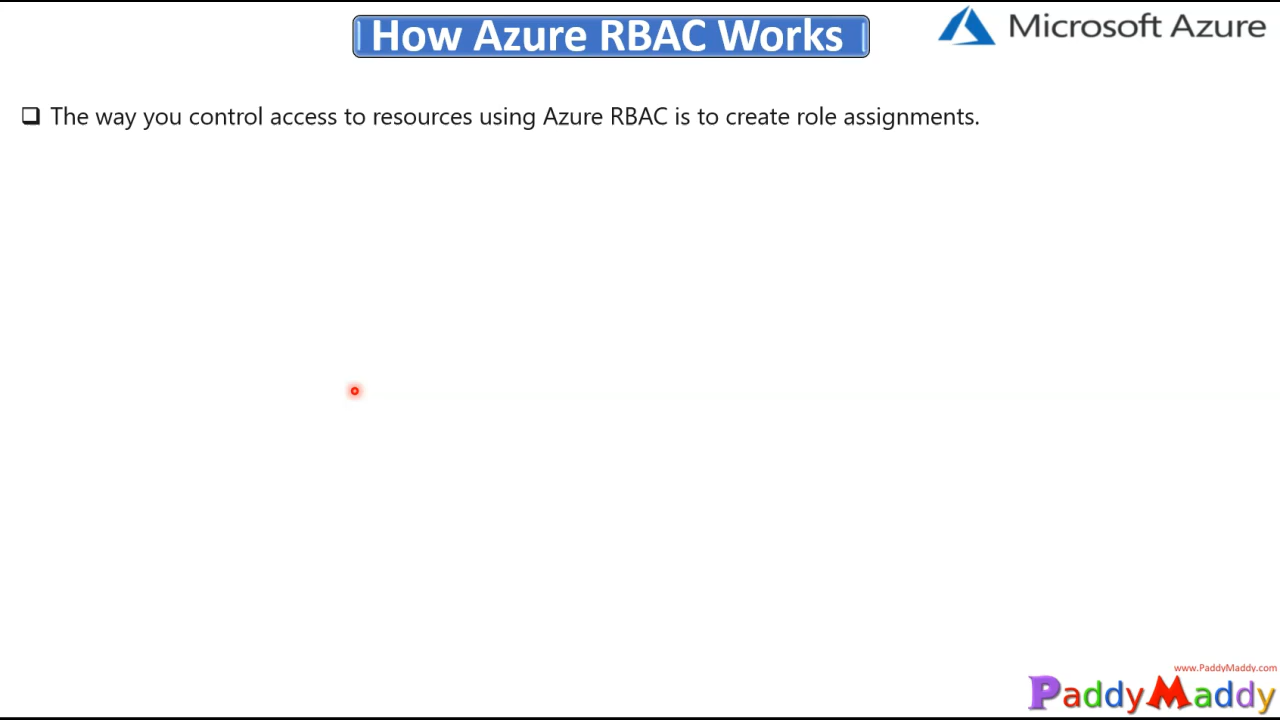 How Azure RBAC Works
Microsoft Azure
The way you control access to resources using Azure RBAC is to create role assignments.
www.PaddyMaddy.com
PaddyMaddy